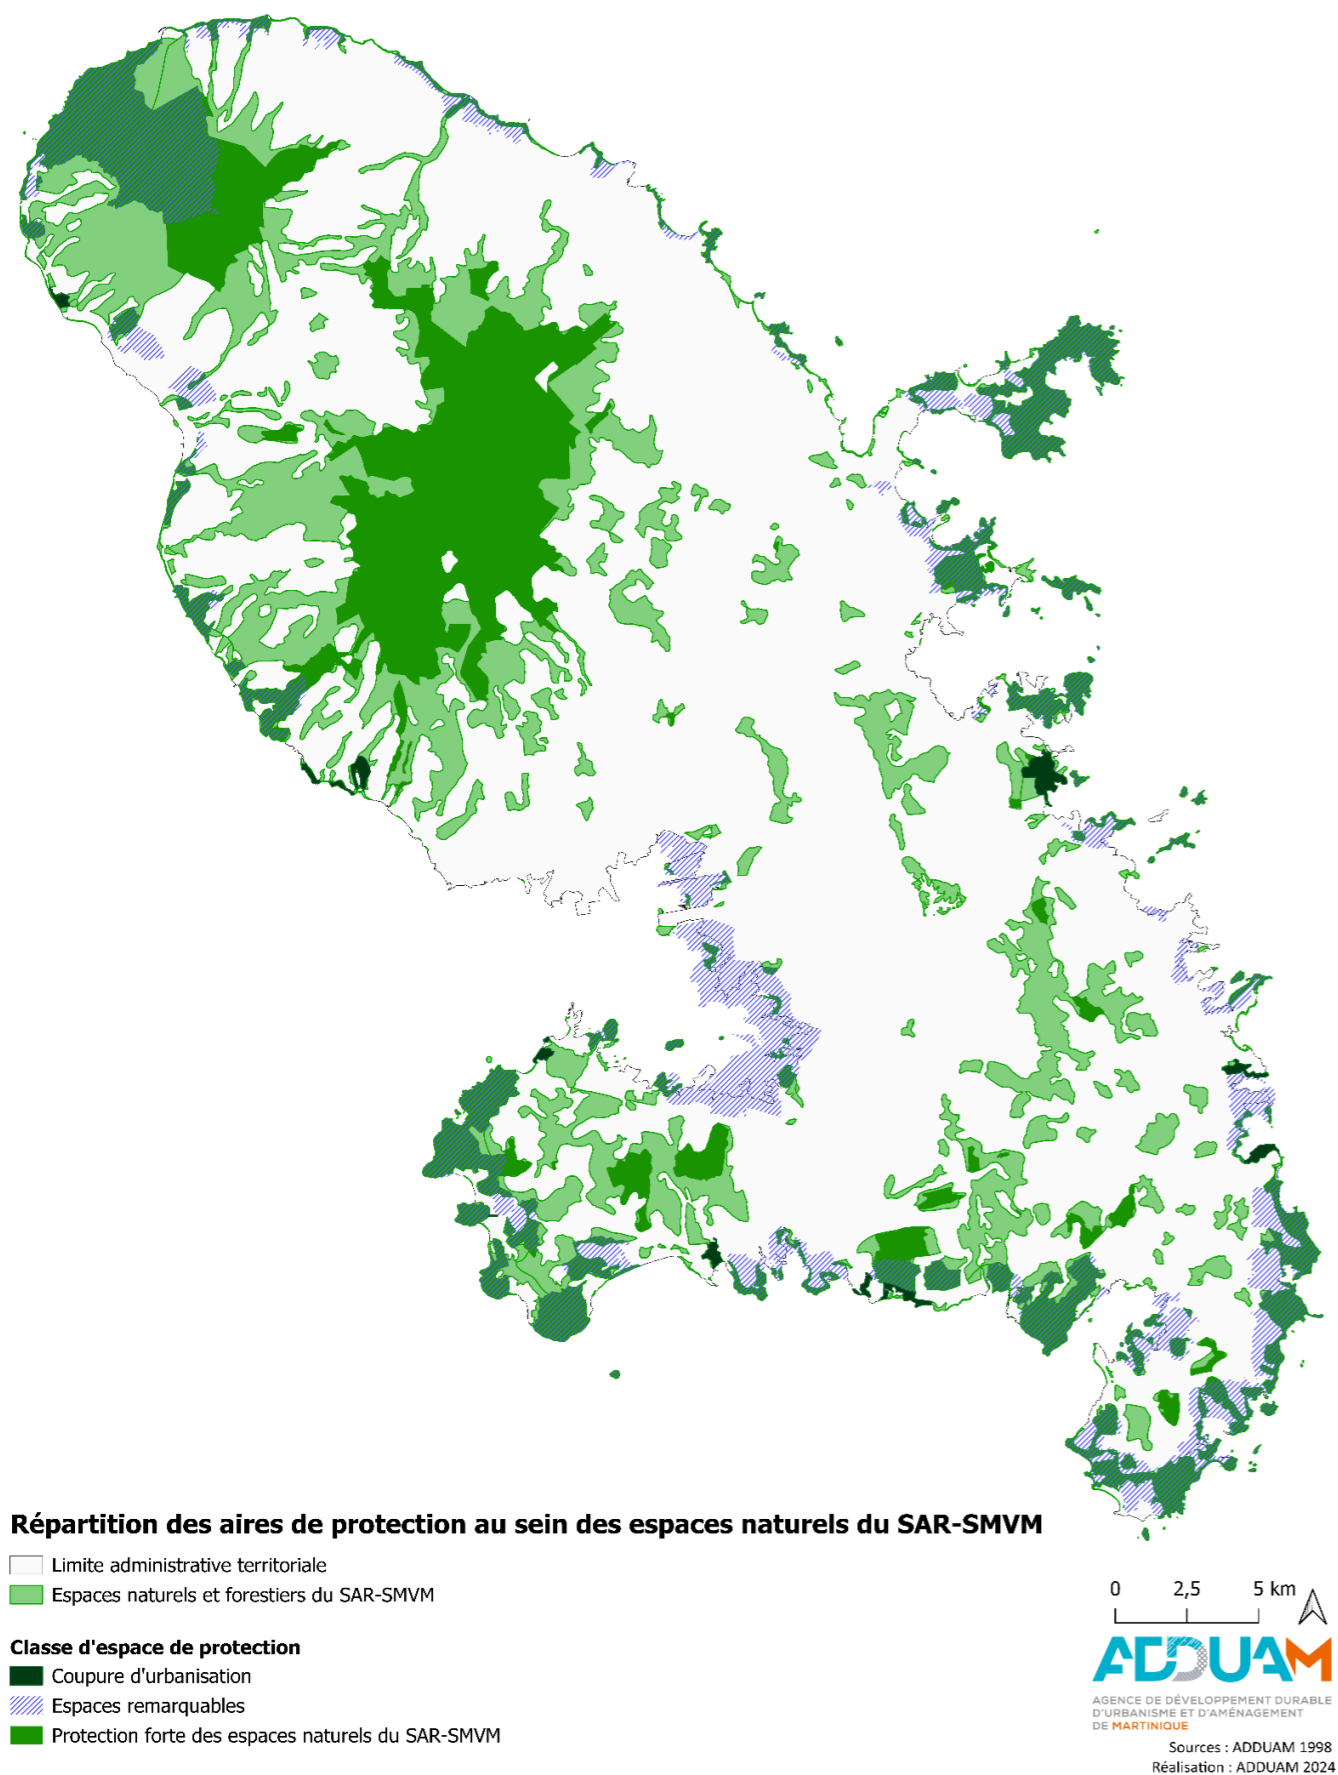 Répartition des aires de protection au sein des espaces naturels du SAR-SMVM
Limite administrative territoriale
Espaces naturels et forestiers du SAR-SMVM
Classe d'espace de protection
Coupure d'urbanisation
Espaces remarquables
Protection forte des espaces naturels du SAR-SMVM
0 2,5 5 km
ADDUAM
AGENCE DE DÉVELOPPEMENT DURABLE
D'URBANISME ET D'AMÉNAGEMENT
DE MARTINIQUE
Sources : ADDUAM 1998
Réalisation : ADDUAM 2024